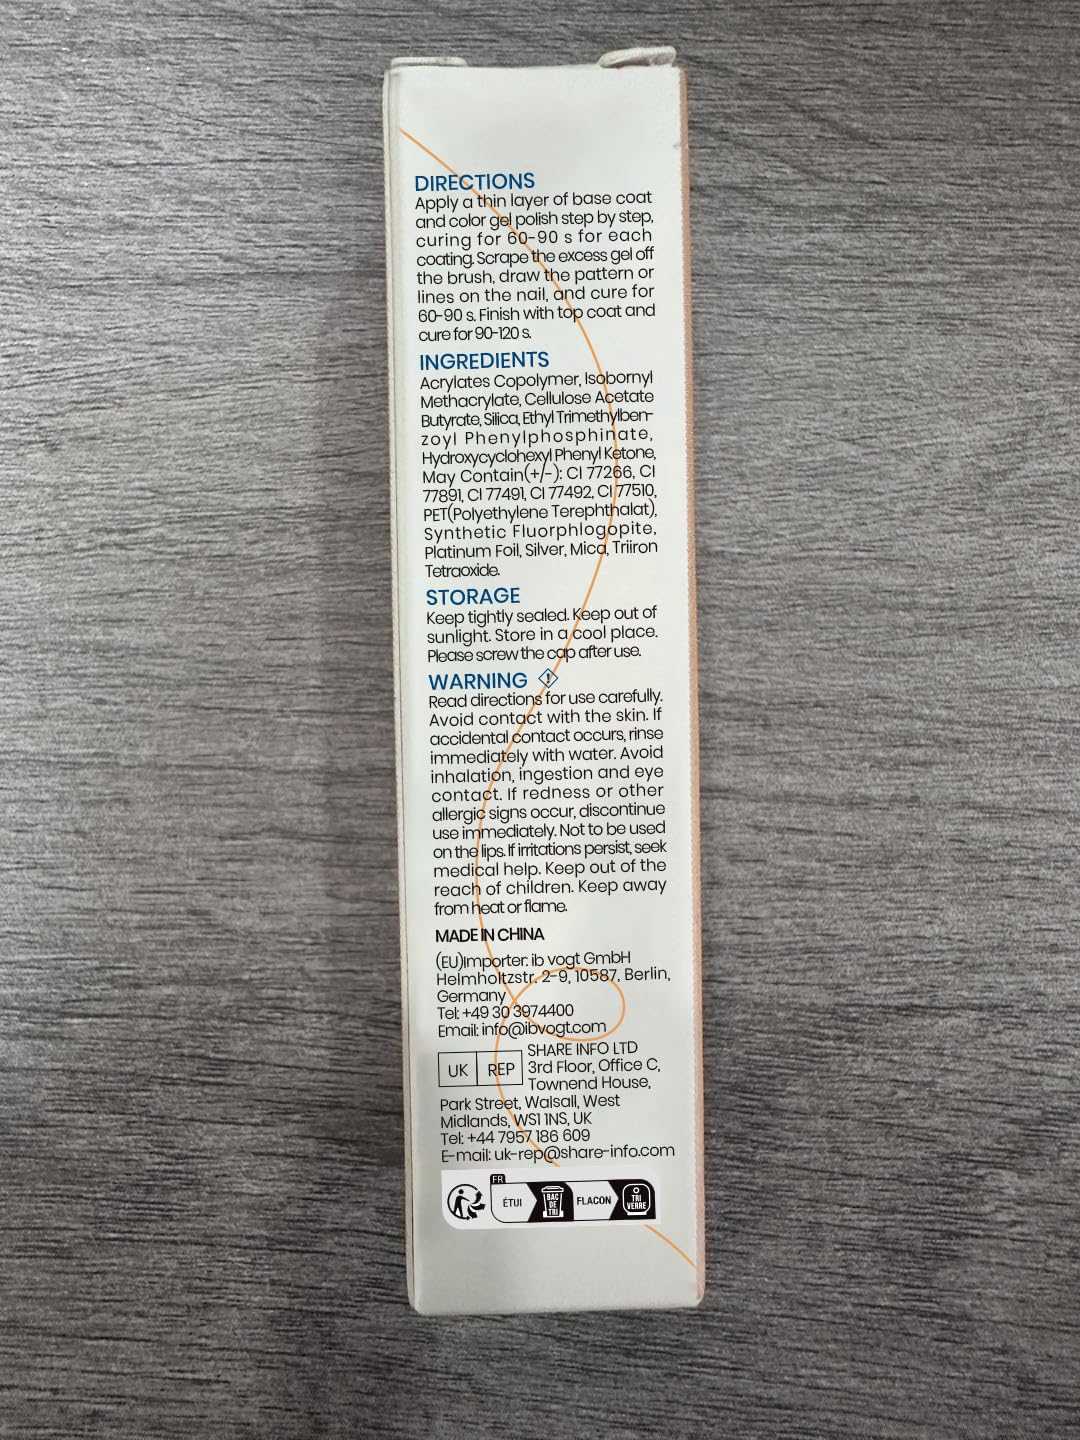 DIRECTIONS
Apply a thin layer of base coat
and color gel polish step by step,
curing for 60-90 s for each
coating. Scrape the excess gel off
the brush, draw the pattern or
lines on the nail, and cure for
60-90 s. Finish with top coat and
cure for 90-120 s.
INGREDIENTS
Acrylates Copolymer, Isobornyl
Methacrylate, Cellulose Acetate
Butyrate, Silica, Ethyl Trimethylben-
zoyl Phenylphosphinate,
Hydroxycyclohexyl Phenyl Ketone,
May Contain(+/-): CI 77266, CI
77891, CI 77491, CI 77492, CI 77510,
PET(Polyethylene Terephthalat),
Synthetic Fluorphlogopite,
Platinum Foil, Silver, Mica, Triiron
Tetraoxide.
STORAGE
Keep tightly sealed. Keep out of
sunlight. Store in a cool place.
Please screw the cap after use.
WARNING
Read directions for use carefully.
Avoid contact with the skin. If
accidental contact occurs, rinse
immediately with water. Avoid
inhalation, ingestion and eye
contact. If redness or other
allergic signs occur, discontinue
use immediately. Not to be used
on the lips. If irritations persist, seek
medical help. Keep out of the
reach of children. Keep away
from heat or flame.
MADE IN CHINA
(EU)Importer: ib vogt GmbH
Helmholtzstr. 2-9, 10587, Berlin,
Germany
Tel: +49 30 3974400
Email: info@ibvogt.com
UK REP
SHARE INFO LTD
3rd Floor, Office C,
Townend House,
Park Street, Walsall, West
Midlands, WS1 1NS, UK
Tel: +44 7957 186 609
E-mail: uk-rep@share-info.com
FR
ÉTUI
BAC
DE
TRI
FLACON
TRI
VERRE